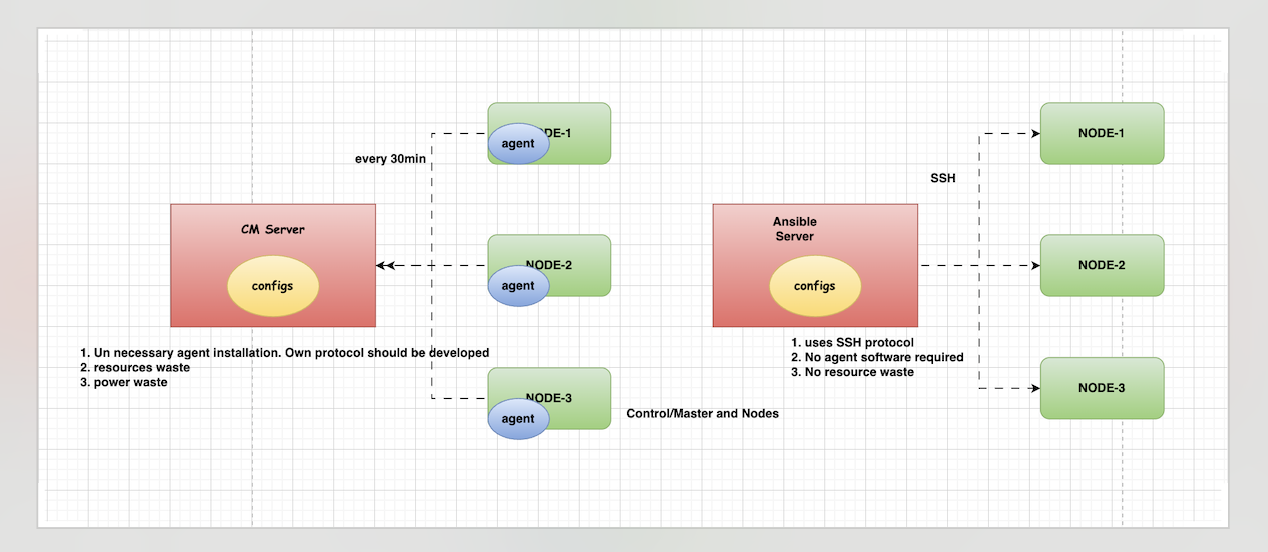 NODE-1
agent
every 30min
CM Server
configs
NODE-2
agent
1. Un necessary agent installation. Own protocol should be developed
2. resources waste
3. power waste
NODE-3
agent
Control/Master and Nodes
Ansible
Server
configs
SSH
NODE-1
NODE-2
NODE-3
1. uses SSH protocol
2. No agent software required
3. No resource waste